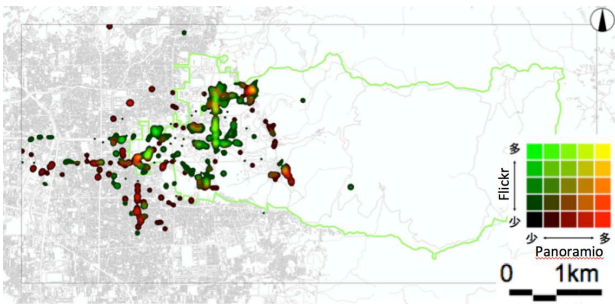 多
Flickr
少
少 多
Panoramio
0 1km